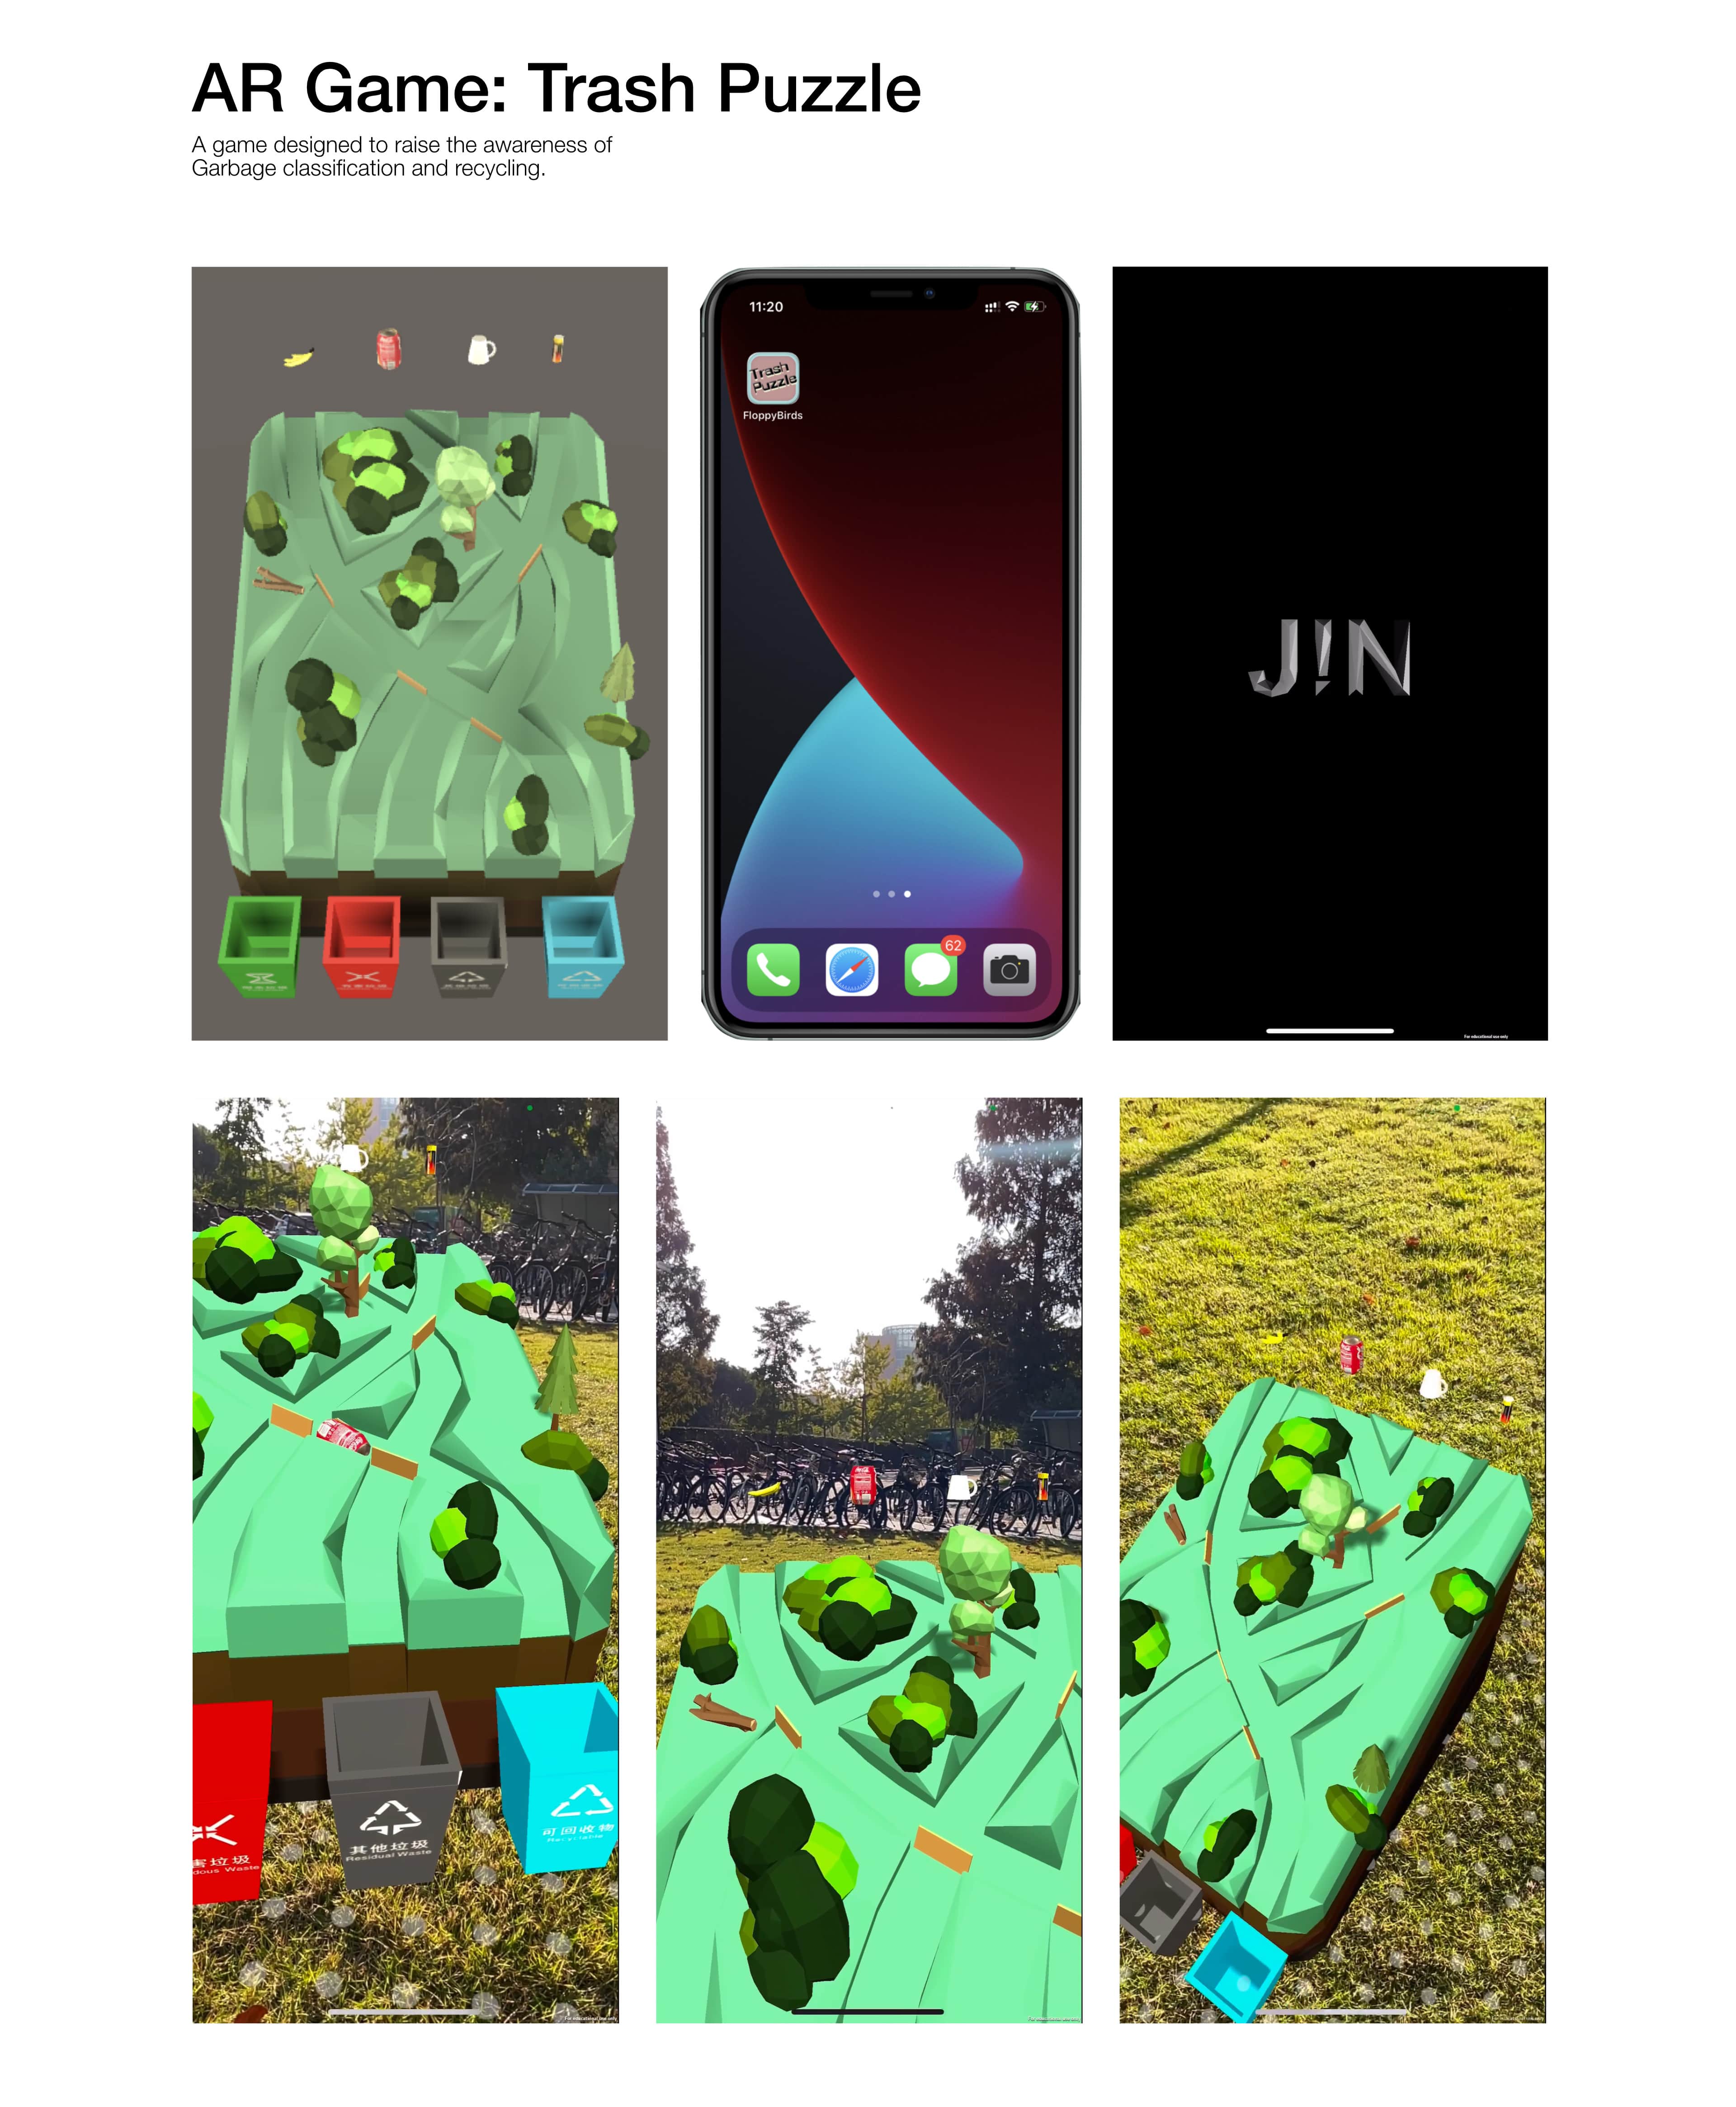 AR Game: Trash Puzzle
A game designed to raise the awareness of
Garbage classification and recycling.
11:20
Trash
Puzzle
FloppyBirds
62
J!N
For educational use only
害垃圾
dous Waste
其他垃圾
Residual Waste
可回收物
Recyclable
For educational use only